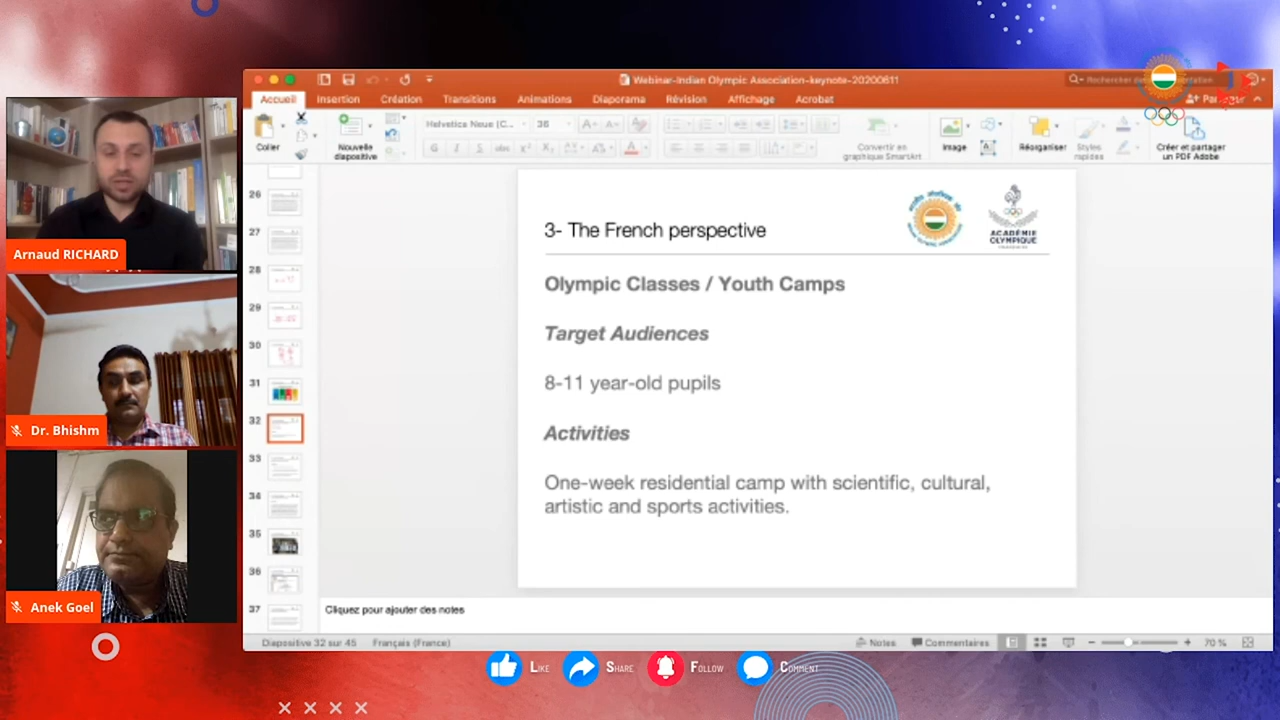 Webinar-Indian Olympic Association-keynote-20200611
Accueil Insertion Création Transitions Animations Diaporama Révision Affichage Acrobat
Helvetica Neue (C... 36
Coller
Nouvelle diapositive
Convertir en graphique SmartArt
Image
Réorganiser
Styles rapides
Créer et partager un PDF Adobe
Arnaud RICHARD
Dr. Bhishm
Anek Goel
26
27
28
29
30
31
32
33
34
35
36
37
3- The French perspective
ACADÉMIE
OLYMPIQUE
Olympic Classes / Youth Camps
Target Audiences
8-11 year-old pupils
Activities
One-week residential camp with scientific, cultural,
artistic and sports activities.
Cliquez pour ajouter des notes
Diapositive 32 sur 45 Français (France) Notes Commentaires 70 %
Like Share Follow Comment